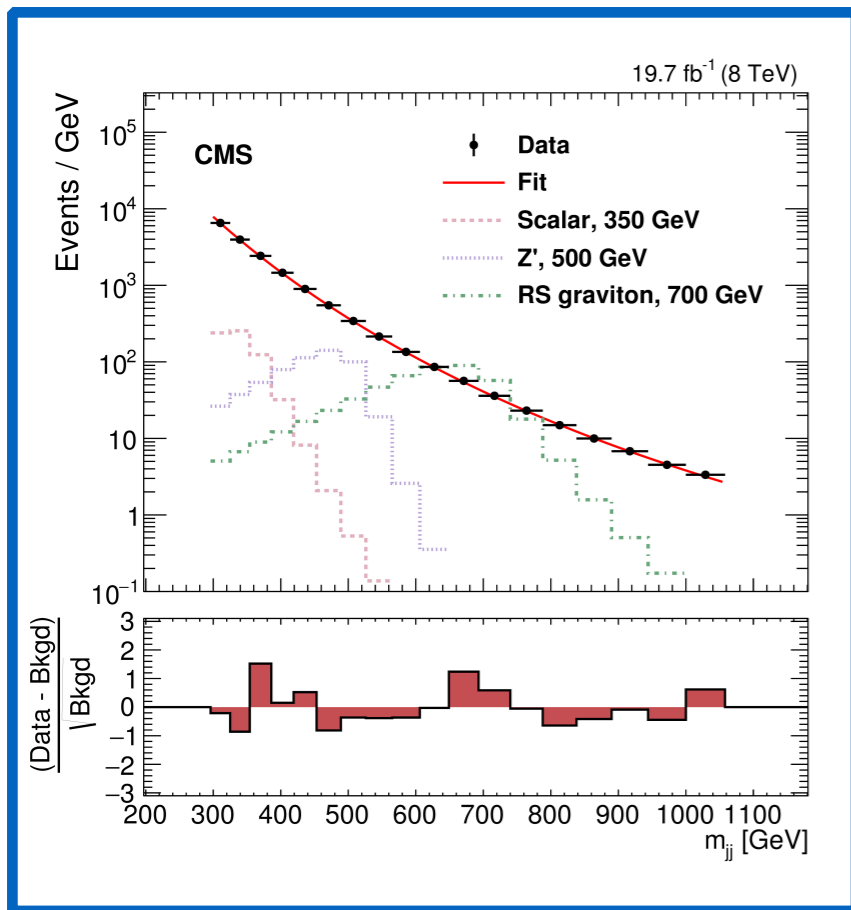 19.7 fb⁻¹ (8 TeV)
Events / GeV
10⁵
10⁴
10³
10²
10
1
10⁻¹
CMS
Data
Fit
Scalar, 350 GeV
Z', 500 GeV
RS graviton, 700 GeV
(Data - Bkgd)
√Bkgd
3
2
1
0
−1
−2
−3
200 300 400 500 600 700 800 900 1000 1100
m_jj [GeV]